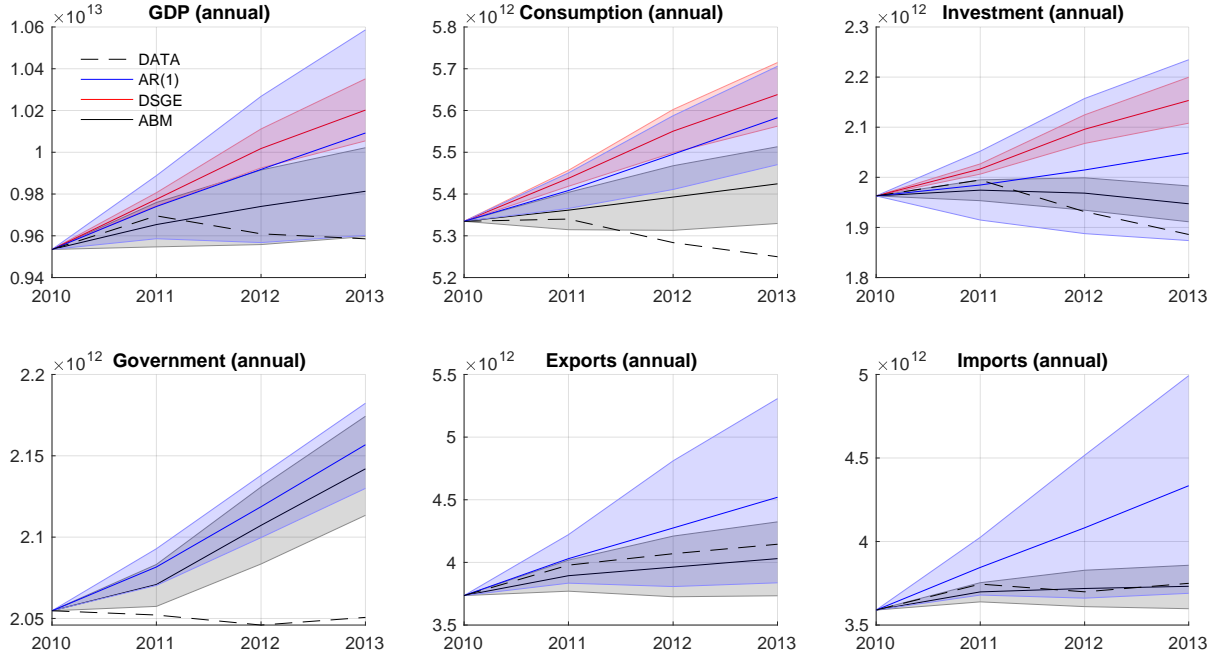 GDP (annual)
×10^13
1.06
1.04
1.02
1
0.98
0.96
0.94
2010 2011 2012 2013
DATA
AR(1)
DSGE
ABM
Consumption (annual)
×10^12
5.8
5.7
5.6
5.5
5.4
5.3
5.2
2010 2011 2012 2013
Investment (annual)
×10^12
2.3
2.2
2.1
2
1.9
1.8
2010 2011 2012 2013
Government (annual)
×10^12
2.2
2.15
2.1
2.05
2010 2011 2012 2013
Exports (annual)
×10^12
5.5
5
4.5
4
3.5
2010 2011 2012 2013
Imports (annual)
×10^12
5
4.5
4
3.5
2010 2011 2012 2013